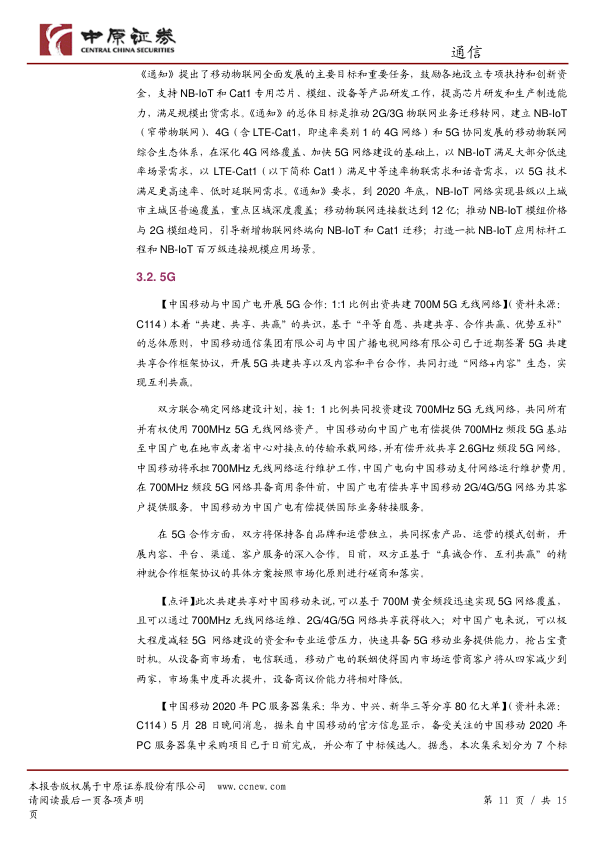 中原证券
CENTRAL CHINA SECURITIES
通信
《通知》提出了移动物联网全面发展的主要目标和重要任务，鼓励各地设立专项扶持和创新资
金，支持 NB-IoT 和 Cat1 专用芯片、模组、设备等产品研发工作，提高芯片研发和生产制造能
力，满足规模出货需求。《通知》的总体目标是推动 2G/3G 物联网业务迁移转网，建立 NB-IoT
（窄带物联网）、4G（含 LTE-Cat1，即速率类别 1 的 4G 网络）和 5G 协同发展的移动物联网
综合生态体系，在深化 4G 网络覆盖、加快 5G 网络建设的基础上，以 NB-IoT 满足大部分低速
率场景需求，以 LTE-Cat1（以下简称 Cat1）满足中等速率物联需求和话音需求，以 5G 技术
满足更高速率、低时延联网需求。《通知》要求，到 2020 年底，NB-IoT 网络实现县级以上城
市主城区普遍覆盖，重点区域深度覆盖；移动物联网连接数达到 12 亿；推动 NB-IoT 模组价格
与 2G 模组趋同，引导新增物联网终端向 NB-IoT 和 Cat1 迁移；打造一批 NB-IoT 应用标杆工
程和 NB-IoT 百万级连接规模应用场景。
3.2. 5G
【中国移动与中国广电开展 5G 合作：1:1 比例出资共建 700M 5G 无线网络】（资料来源：
C114）本着“共建、共享、共赢”的共识，基于“平等自愿、共建共享、合作共赢、优势互补”
的总体原则，中国移动通信集团有限公司与中国广播电视网络有限公司已于近期签署 5G 共建
共享合作框架协议，开展 5G 共建共享以及内容和平台合作，共同打造“网络+内容”生态，实
现互利共赢。
双方联合确定网络建设计划，按 1：1 比例共同投资建设 700MHz 5G 无线网络，共同所有
并有权使用 700MHz 5G 无线网络资产。中国移动向中国广电有偿提供 700MHz 频段 5G 基站
至中国广电在地市或者省中心对接点的传输承载网络，并有偿开放共享 2.6GHz 频段 5G 网络。
中国移动将承担 700MHz 无线网络运行维护工作，中国广电向中国移动支付网络运行维护费用。
在 700MHz 频段 5G 网络具备商用条件前，中国广电有偿共享中国移动 2G/4G/5G 网络为其客
户提供服务。中国移动为中国广电有偿提供国际业务转接服务。
在 5G 合作方面，双方将保持各自品牌和运营独立，共同探索产品、运营的模式创新，开
展内容、平台、渠道、客户服务的深入合作。目前，双方正基于“真诚合作、互利共赢”的精
神就合作框架协议的具体方案按照市场化原则进行磋商和落实。
【点评】此次共建共享对中国移动来说，可以基于 700M 黄金频段迅速实现 5G 网络覆盖，
且可以通过 700MHz 无线网络运维、2G/4G/5G 网络共享获得收入；对中国广电来说，可以极
大程度减轻 5G 网络建设的资金和专业运营压力，快速具备 5G 移动业务提供能力，抢占宝贵
时机。从设备商市场看，电信联通，移动广电的联姻使得国内市场运营商客户将从四家减少到
两家，市场集中度再次提升，设备商议价能力将相对降低。
【中国移动 2020 年 PC 服务器集采：华为、中兴、新华三等分享 80 亿大单】（资料来源：
C114）5 月 28 日晚间消息，据来自中国移动的官方信息显示，备受关注的中国移动 2020 年
PC 服务器集中采购项目已于日前完成，并公布了中标候选人。据悉，本次集采划分为 7 个标
本报告版权属于中原证券股份有限公司 www.ccnew.com
请阅读最后一页各项声明 第 11 页 / 共 15
页